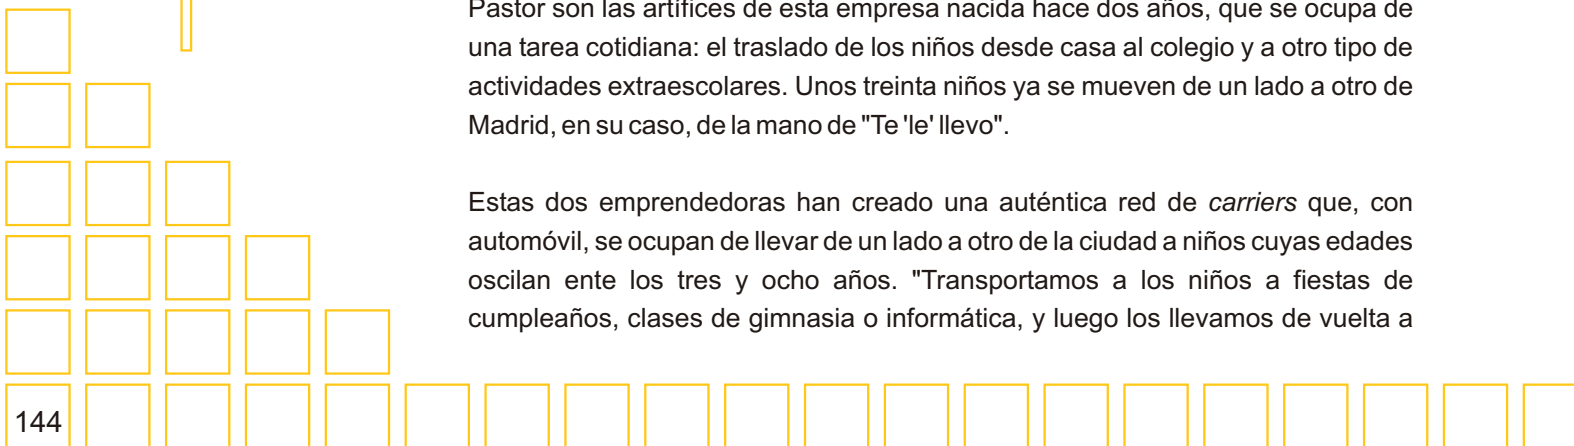 Pastor son las artífices de esta empresa nacida hace dos años, que se ocupa de
una tarea cotidiana: el traslado de los niños desde casa al colegio y a otro tipo de
actividades extraescolares. Unos treinta niños ya se mueven de un lado a otro de
Madrid, en su caso, de la mano de "Te 'le' llevo".
Estas dos emprendedoras han creado una auténtica red de carriers que, con
automóvil, se ocupan de llevar de un lado a otro de la ciudad a niños cuyas edades
oscilan ente los tres y ocho años. "Transportamos a los niños a fiestas de
cumpleaños, clases de gimnasia o informática, y luego los llevamos de vuelta a
144